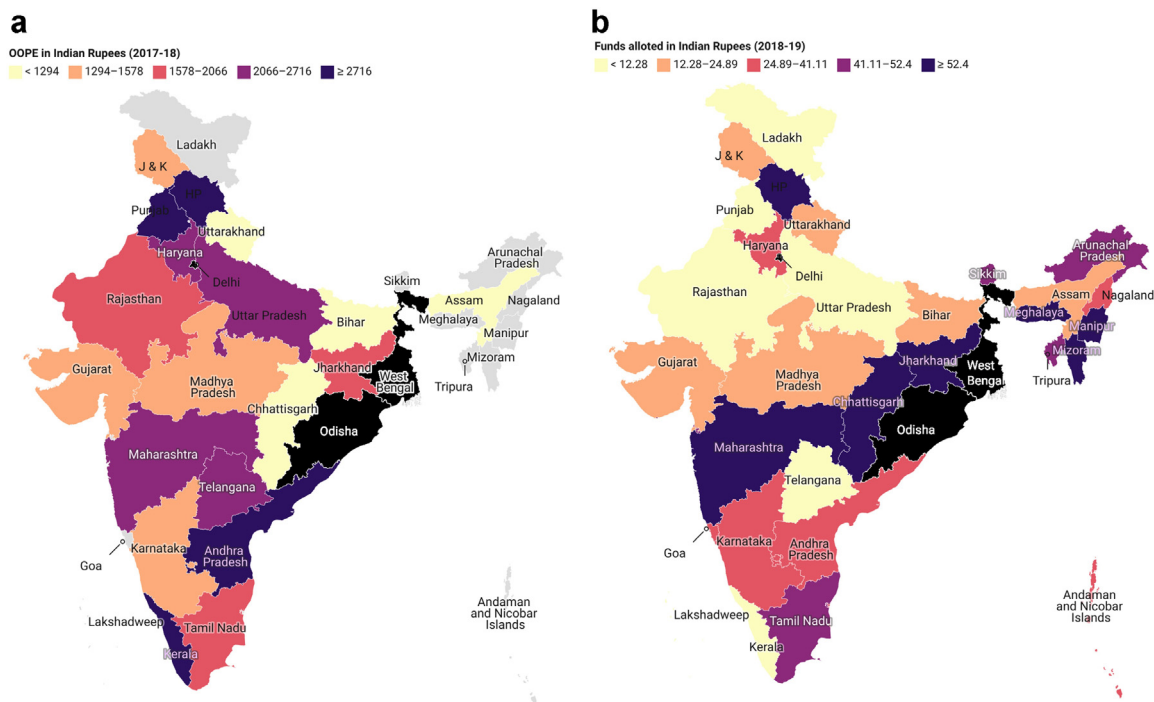 a
OOPE in Indian Rupees (2017-18)
< 1294 1294–1578 1578–2066 2066–2716 ≥ 2716
Ladakh
J & K
HP
Punjab
Uttarakhand
Haryana
Delhi
Rajasthan
Uttar Pradesh
Bihar
Sikkim
Arunachal
Pradesh
Assam
Nagaland
Meghalaya
Manipur
Mizoram
Tripura
Gujarat
Madhya
Pradesh
Jharkhand
West
Bengal
Chhattisgarh
Odisha
Maharashtra
Telangana
Goa
Karnataka
Andhra
Pradesh
Lakshadweep
Tamil Nadu
Kerala
Andaman
and Nicobar
Islands
b
Funds alloted in Indian Rupees (2018-19)
< 12.28 12.28–24.89 24.89–41.11 41.11–52.4 ≥ 52.4
Ladakh
J & K
HP
Punjab
Uttarakhand
Haryana
Delhi
Rajasthan
Uttar Pradesh
Bihar
Sikkim
Arunachal
Pradesh
Assam
Nagaland
Meghalaya
Manipur
Mizoram
Tripura
Gujarat
Madhya
Pradesh
Jharkhand
West
Bengal
Chhattisgarh
Odisha
Maharashtra
Telangana
Goa
Karnataka
Andhra
Pradesh
Lakshadweep
Tamil Nadu
Kerala
Andaman
and Nicobar
Islands